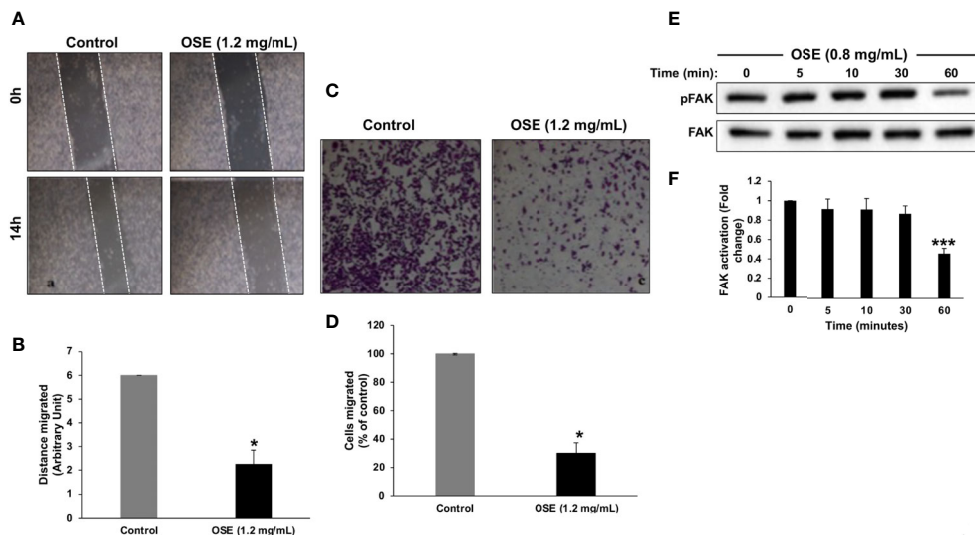 A
Control OSE (1.2 mg/mL)
0h
14h
a
B
Distance migrated
(Arbitrary Unit)
7
6
5
4
3
2
1
0
*
Control OSE (1.2 mg/mL)
C
Control OSE (1.2 mg/mL)
c
D
Cells migrated
(% of control)
120
100
80
60
40
20
0
*
Control 0SE (1.2 mg/mL)
E
OSE (0.8 mg/mL)
Time (min): 0 5 10 30 60
pFAK
FAK
F
FAK activation (Fold
change)
1.2
1
0.8
0.6
0.4
0.2
0
***
0 5 10 30 60
Time (minutes)